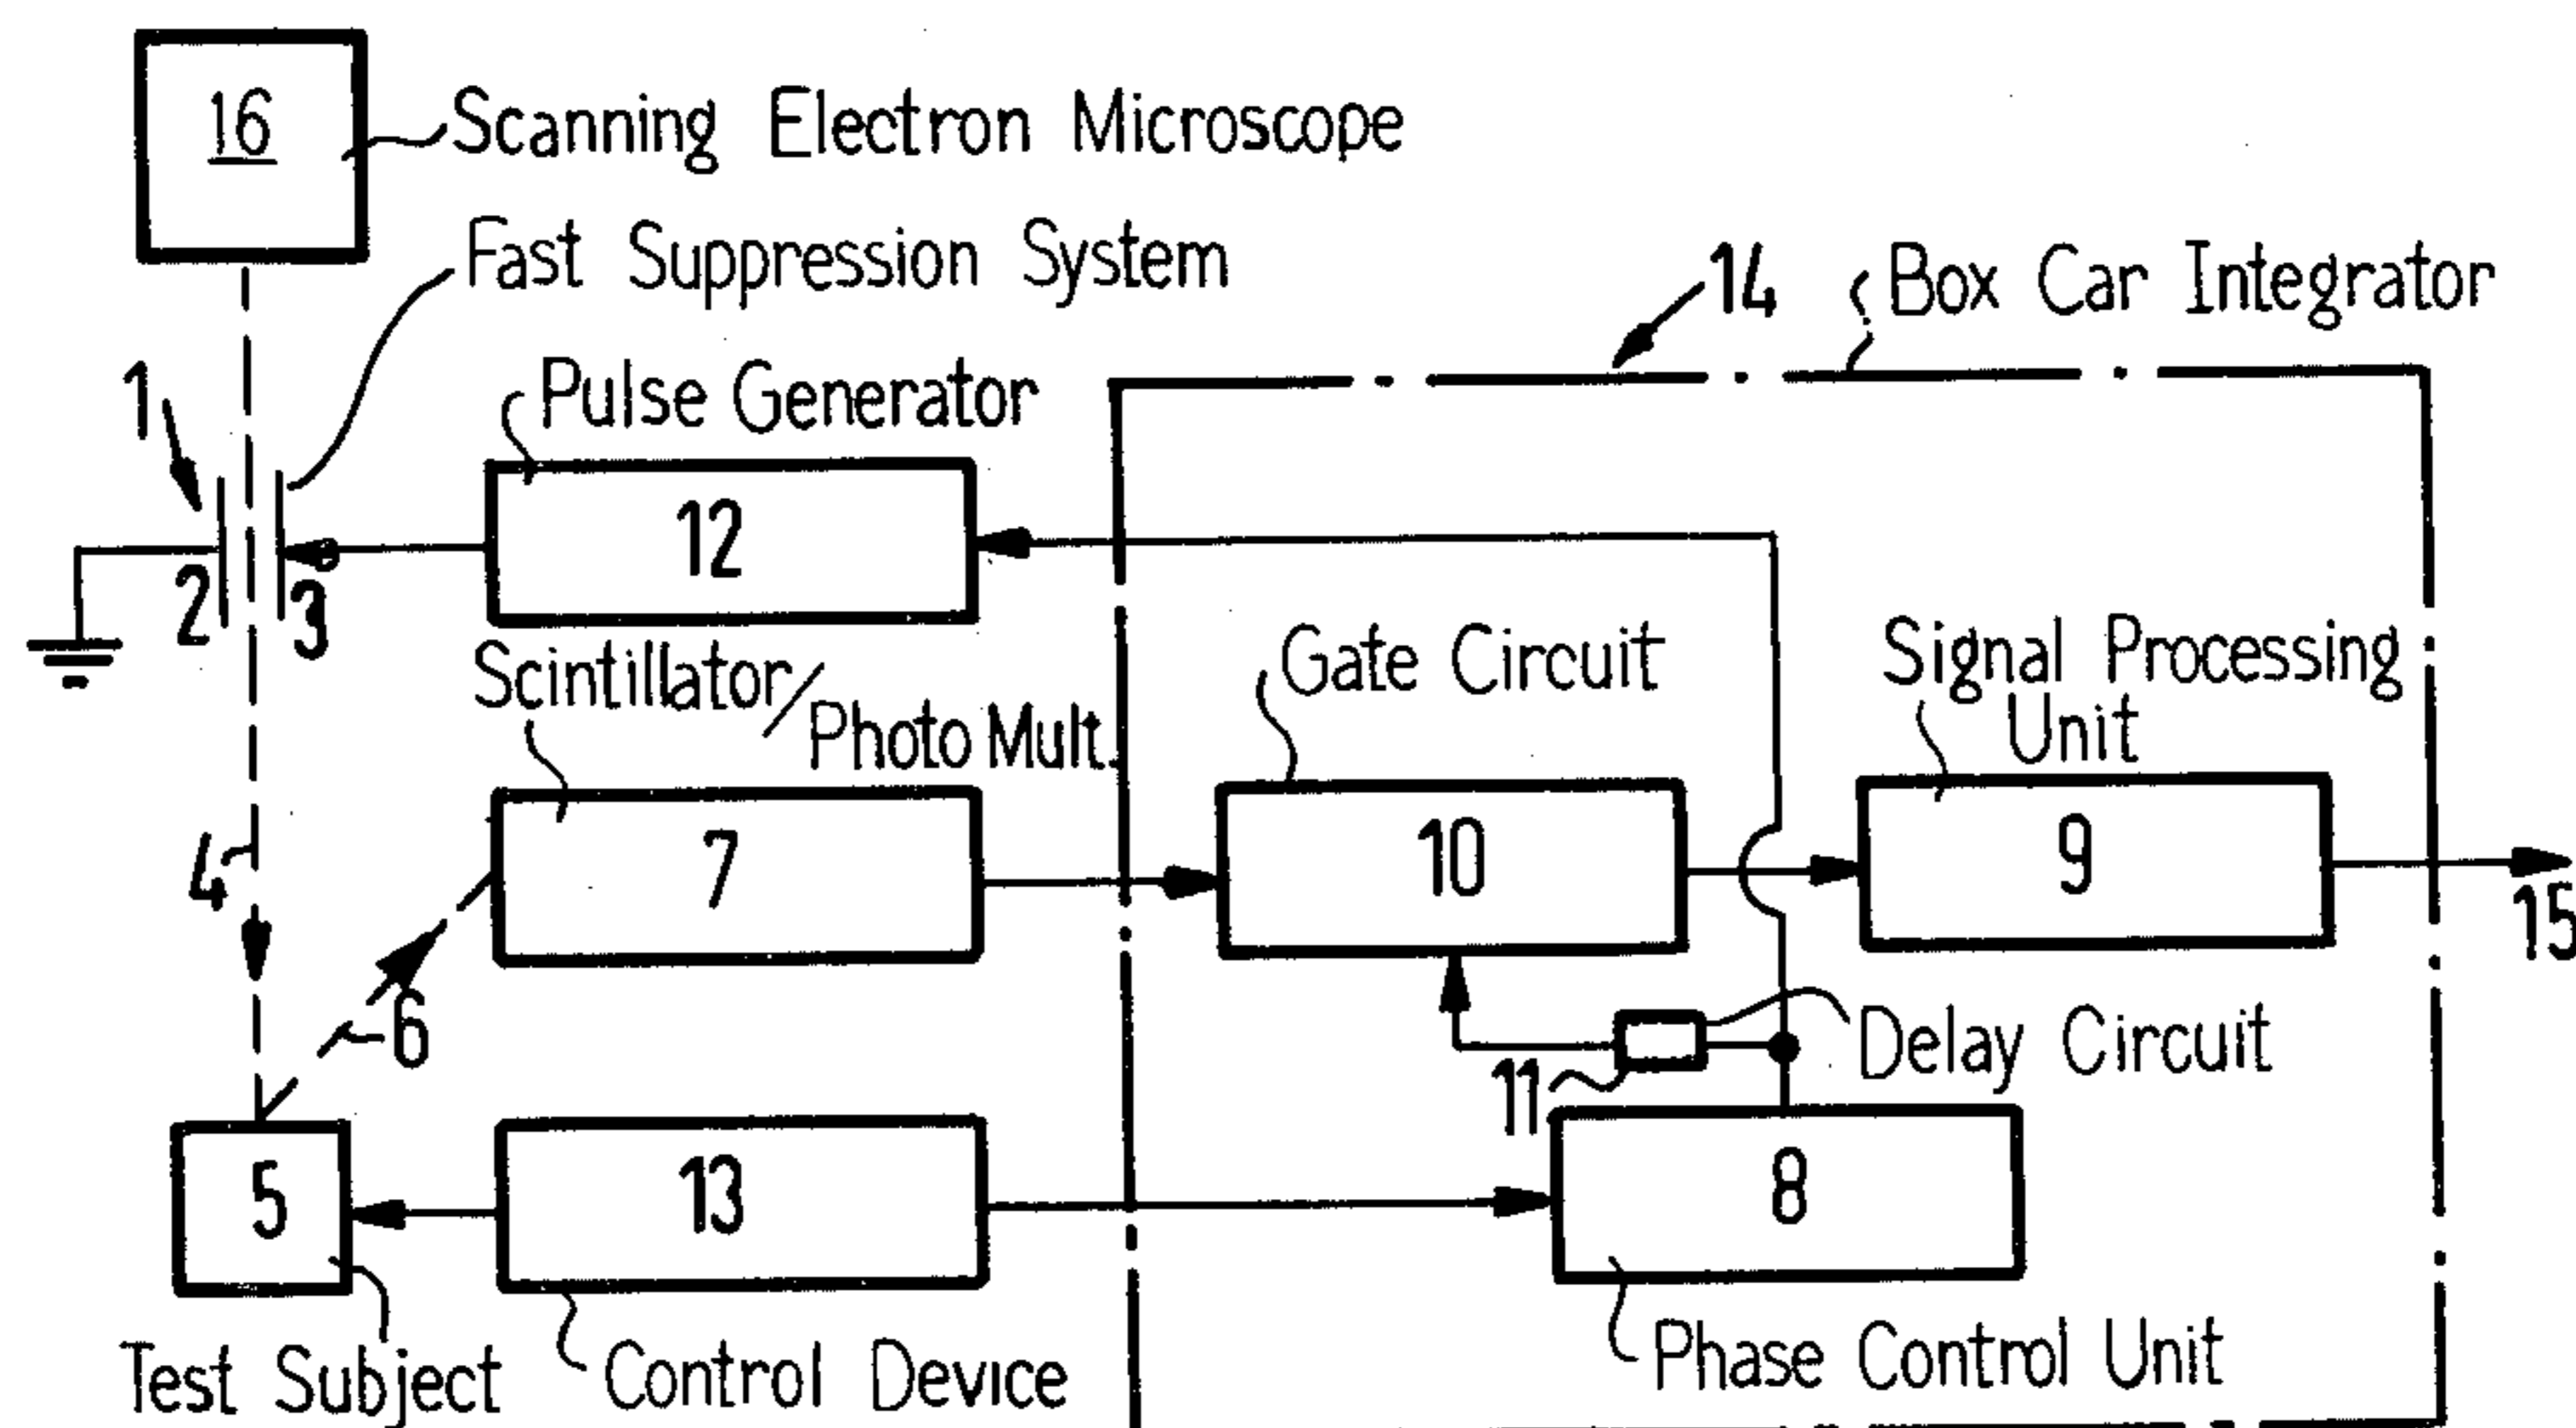 16
Scanning Electron Microscope
Fast Suppression System
14
Box Car Integrator
1
Pulse Generator
12
2
3
Scintillator/
Photo Mult.
Gate Circuit
Signal Processing
Unit
4
7
10
9
15
6
11
Delay Circuit
5
13
8
Test Subject
Control Device
Phase Control Unit